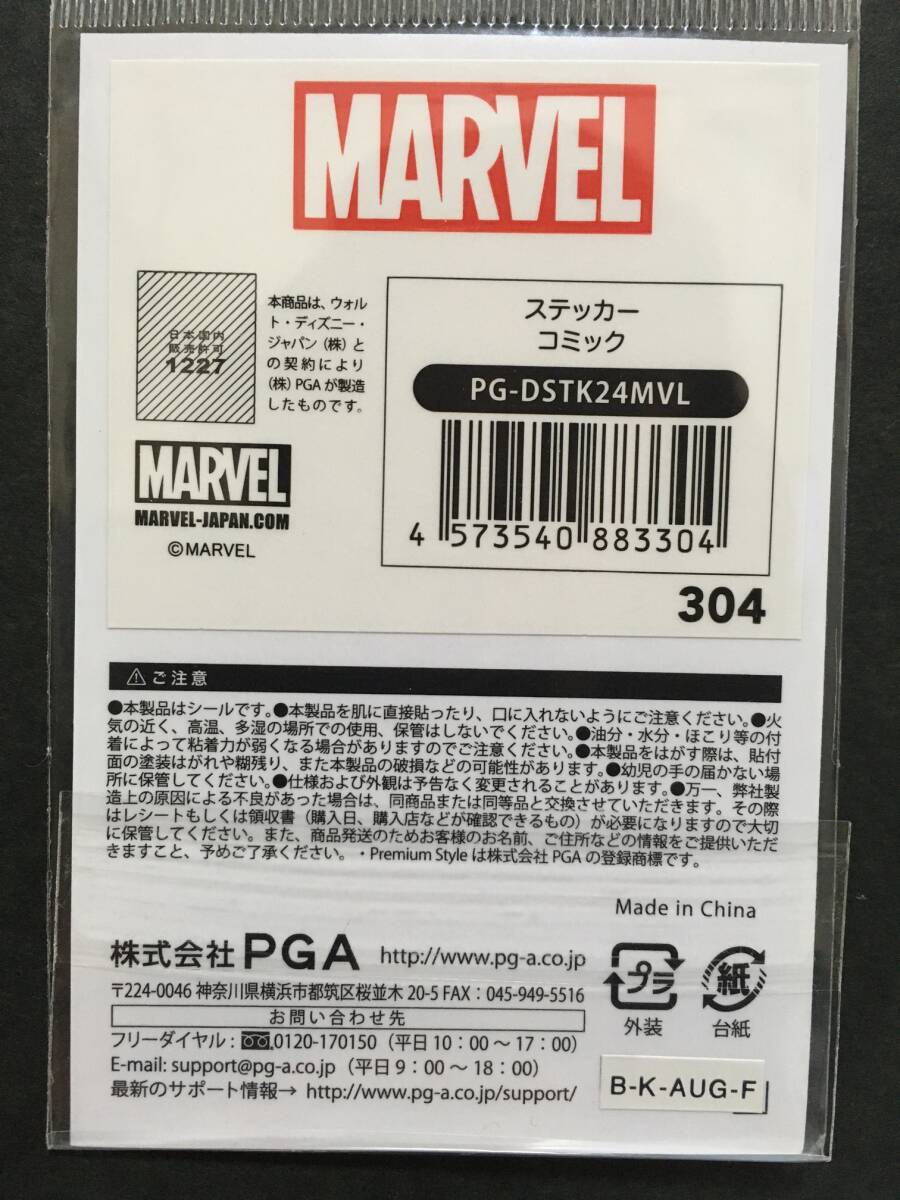 MARVEL
日本国内
販売許可
1227
本商品は、ウォル
ト・ディズニー・
ジャパン（株）と
の契約により
（株）PGAが製造
したものです。
MARVEL
MARVEL-JAPAN.COM
©MARVEL
ステッカー
コミック
PG-DSTK24MVL
4 573540 883304
304
⚠ ご注意
●本製品はシールです。●本製品を肌に直接貼ったり、口に入れないようにご注意ください。●火
気の近く、高温、多湿の場所での使用、保管はしないでください。●油分・水分・ほこり等の付
着によって粘着力が弱くなる場合がありますのでご注意ください。●本製品をはがす際は、貼付
面の塗装はがれや糊残り、また本製品の破損などの可能性があります。●幼児の手の届かない場
所に保管してください。●仕様および外観は予告なく変更されることがあります。●万一、弊社製
造上の原因による不良があった場合は、同商品または同等品と交換させていただきます。その際
はレシートもしくは領収書（購入日、購入店などが確認できるもの）が必要になりますので大切
に保管してください。また、商品発送のためお客様のお名前、ご住所などの情報をご提供いただ
きますこと、予めご了承ください。・Premium Style は株式会社 PGA の登録商標です。
Made in China
株式会社 PGA http://www.pg-a.co.jp
〒224-0046 神奈川県横浜市都筑区桜並木 20-5 FAX：045-949-5516
お問い合わせ先
フリーダイヤル：0120-170150（平日 10：00 ～ 17：00）
E-mail: support@pg-a.co.jp（平日 9：00 ～ 18：00）
最新のサポート情報→ http://www.pg-a.co.jp/support/
プラ
外装
紙
台紙
B-K-AUG-F